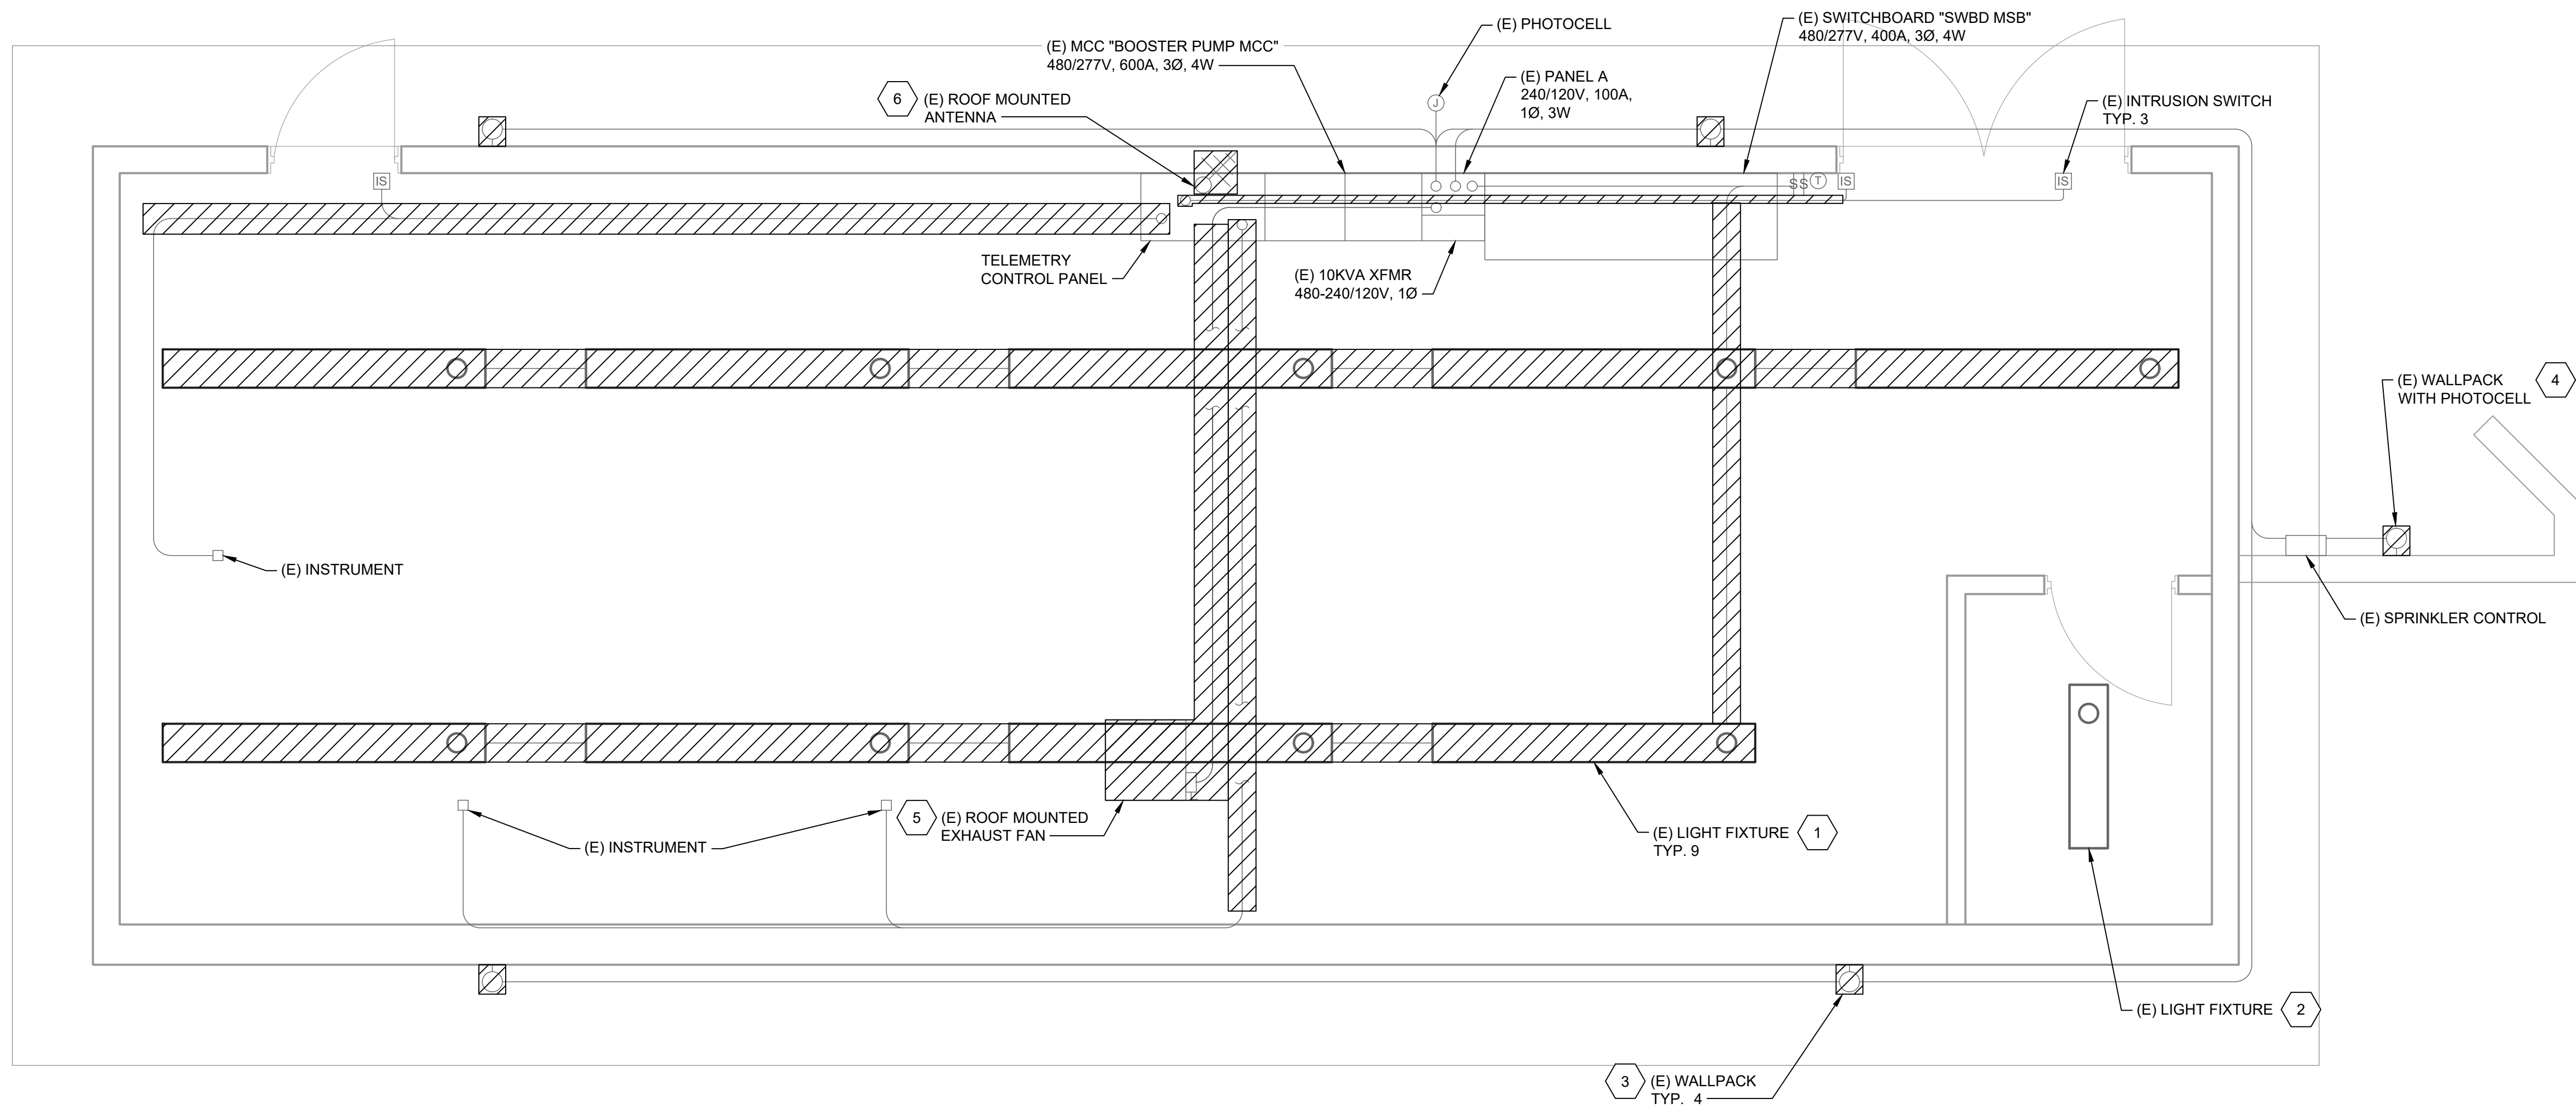 (E) PHOTOCELL
(E) SWITCHBOARD "SWBD MSB"
480/277V, 400A, 3Ø, 4W
(E) MCC "BOOSTER PUMP MCC"
480/277V, 600A, 3Ø, 4W
(E) PANEL A
240/120V, 100A,
1Ø, 3W
6
(E) ROOF MOUNTED
ANTENNA
J
(E) INTRUSION SWITCH
TYP. 3
IS
SS
T
IS
IS
TELEMETRY
CONTROL PANEL
(E) 10KVA XFMR
480-240/120V, 1Ø
(E) WALLPACK
WITH PHOTOCELL
4
(E) INSTRUMENT
(E) SPRINKLER CONTROL
5
(E) ROOF MOUNTED
EXHAUST FAN
(E) INSTRUMENT
(E) LIGHT FIXTURE
TYP. 9
1
(E) LIGHT FIXTURE
2
3
(E) WALLPACK
TYP. 4